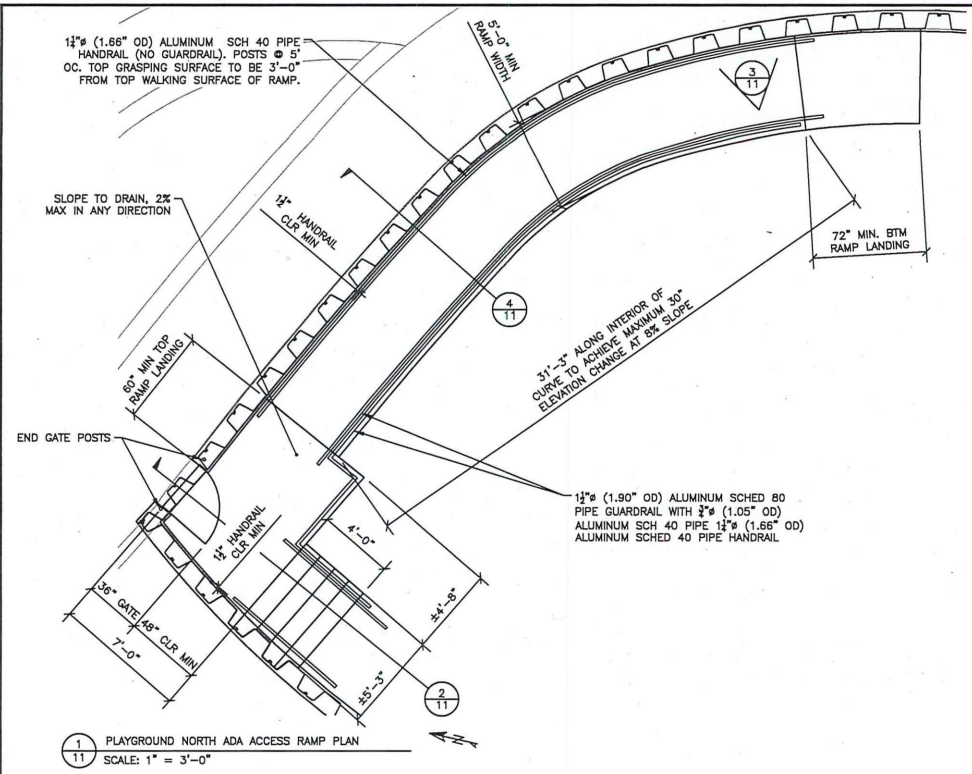 1¼"ø (1.66" OD) ALUMINUM SCH 40 PIPE
HANDRAIL (NO GUARDRAIL). POSTS @ 5'
OC. TOP GRASPING SURFACE TO BE 3'-0"
FROM TOP WALKING SURFACE OF RAMP.
5'-0" MIN
RAMP WIDTH
3
11
SLOPE TO DRAIN, 2%
MAX IN ANY DIRECTION
1½" HANDRAIL
CLR MIN
72" MIN. BTM
RAMP LANDING
4
11
31'-3" ALONG INTERIOR OF
CURVE TO ACHIEVE MAXIMUM 30"
ELEVATION CHANGE AT 8% SLOPE
60" MIN TOP
RAMP LANDING
END GATE POSTS
1½"ø (1.90" OD) ALUMINUM SCHED 80
PIPE GUARDRAIL WITH ¾"ø (1.05" OD)
ALUMINUM SCH 40 PIPE 1¼"ø (1.66" OD)
ALUMINUM SCHED 40 PIPE HANDRAIL
1½" HANDRAIL
CLR MIN
4'-0"
±4'-8"
36" GATE
48" CLR MIN
7'-0"
±5'-3"
2
11
N
1
11
PLAYGROUND NORTH ADA ACCESS RAMP PLAN
SCALE: 1" = 3'-0"